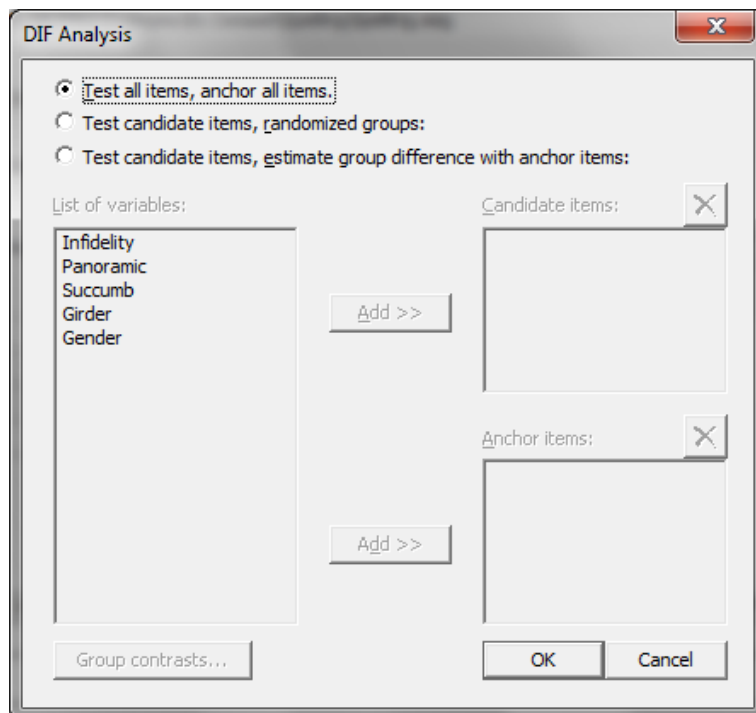 DIF Analysis
Test all items, anchor all items.
Test candidate items, randomized groups:
Test candidate items, estimate group difference with anchor items:
List of variables:
Candidate items:
Infidelity
Panoramic
Succumb
Girder
Gender
Add >>
Anchor items:
Add >>
Group contrasts...
OK
Cancel